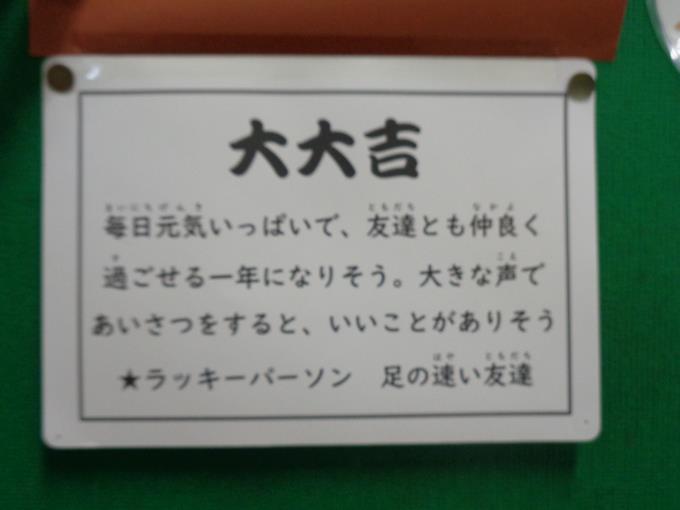 大大吉
毎日元気いっぱいで、友達とも仲良く
過ごせる一年になりそう。大きな声で
あいさつをすると、いいことがありそう
★ラッキーパーソン 足の速い友達